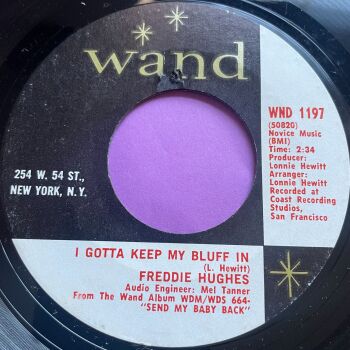 wand
254 W. 54 ST.,
NEW YORK, N.Y.
WND 1197
(50820)
Novice Music
(BMI)
Time: 2:34
Producer:
Lonnie Hewitt
Arranger:
Lonnie Hewitt
Recorded at
Coast Recording
Studios,
San Francisco
I GOTTA KEEP MY BLUFF IN
(L. Hewitt)
FREDDIE HUGHES
Audio Engineer: Mel Tanner
From The Wand Album WDM/WDS 664-
"SEND MY BABY BACK"